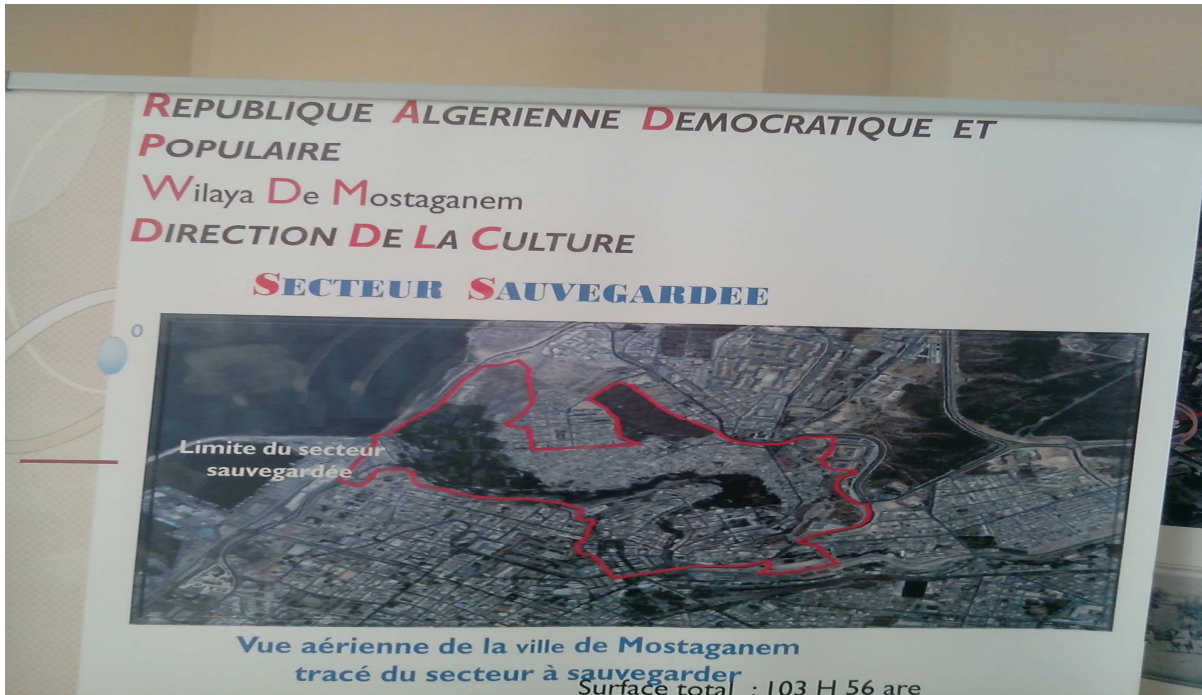 REPUBLIQUE ALGERIENNE DEMOCRATIQUE ET
POPULAIRE
Wilaya De Mostaganem
DIRECTION DE LA CULTURE
SECTEUR SAUVEGARDEE
Limite du secteur
sauvegardée
Vue aérienne de la ville de Mostaganem
tracé du secteur à sauvegarder
Surface total : 103 H 56 are